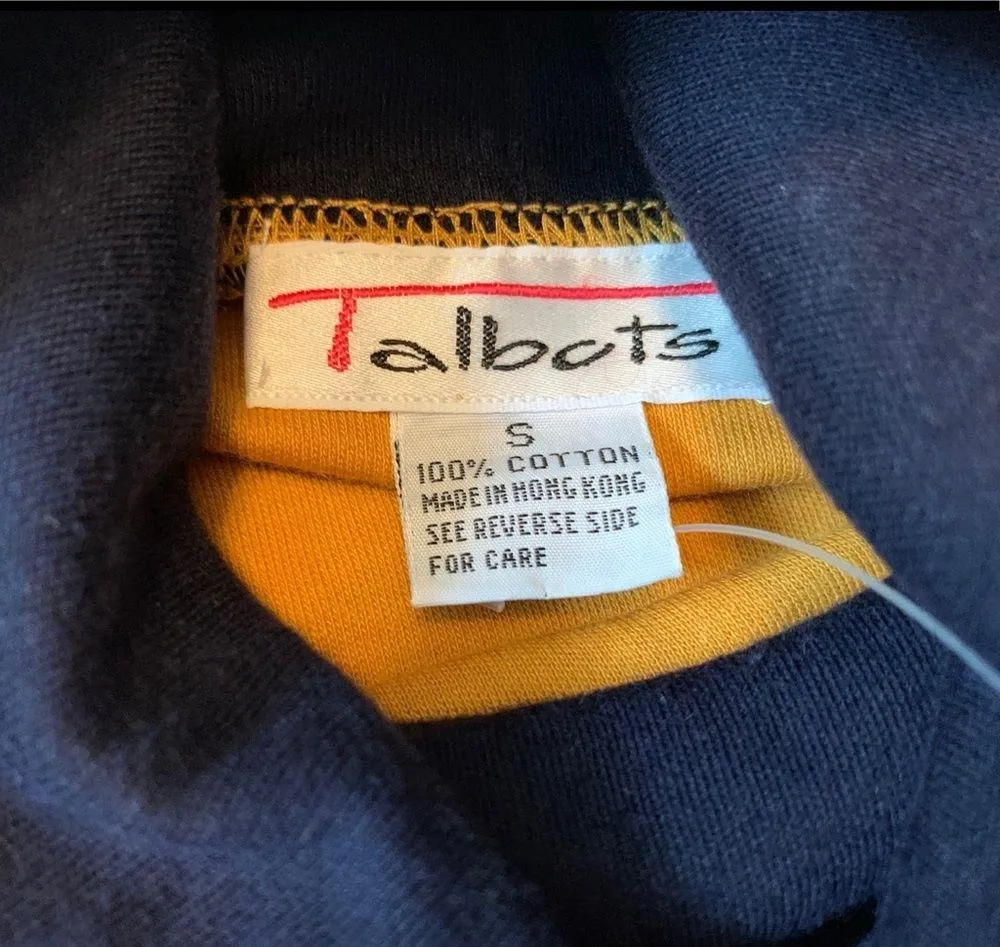 Talbots
S
100% COTTON
MADE IN HONG KONG
SEE REVERSE SIDE
FOR CARE